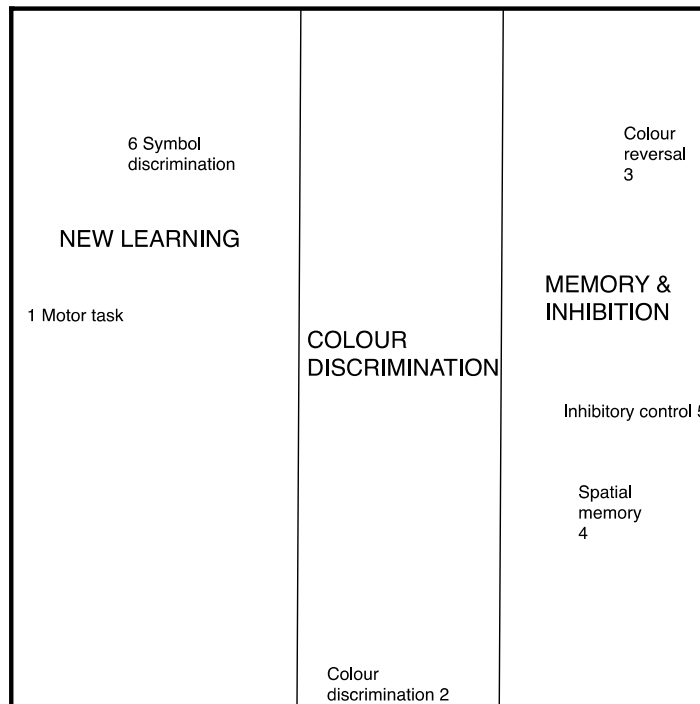 6 Symbol
discrimination
NEW LEARNING
1 Motor task
COLOUR
DISCRIMINATION
Colour
discrimination 2
Colour
reversal
3
MEMORY &
INHIBITION
Inhibitory control 5
Spatial
memory
4